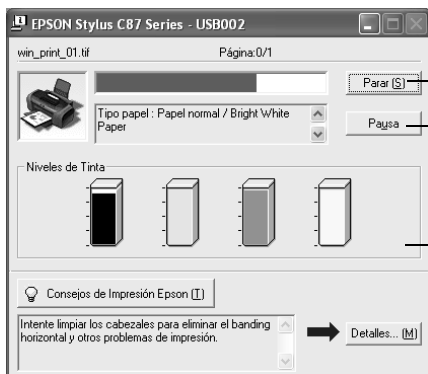 EPSON Stylus C87 Series - USB002
win_print_01.tif Página:0/1
Parar (S)
Tipo papel : Papel normal / Bright White
Paper
Pausa
Niveles de Tinta
Consejos de Impresión Epson (T)
Intente limpiar los cabezales para eliminar el banding
horizontal y otros problemas de impresión.
Detalles... (M)